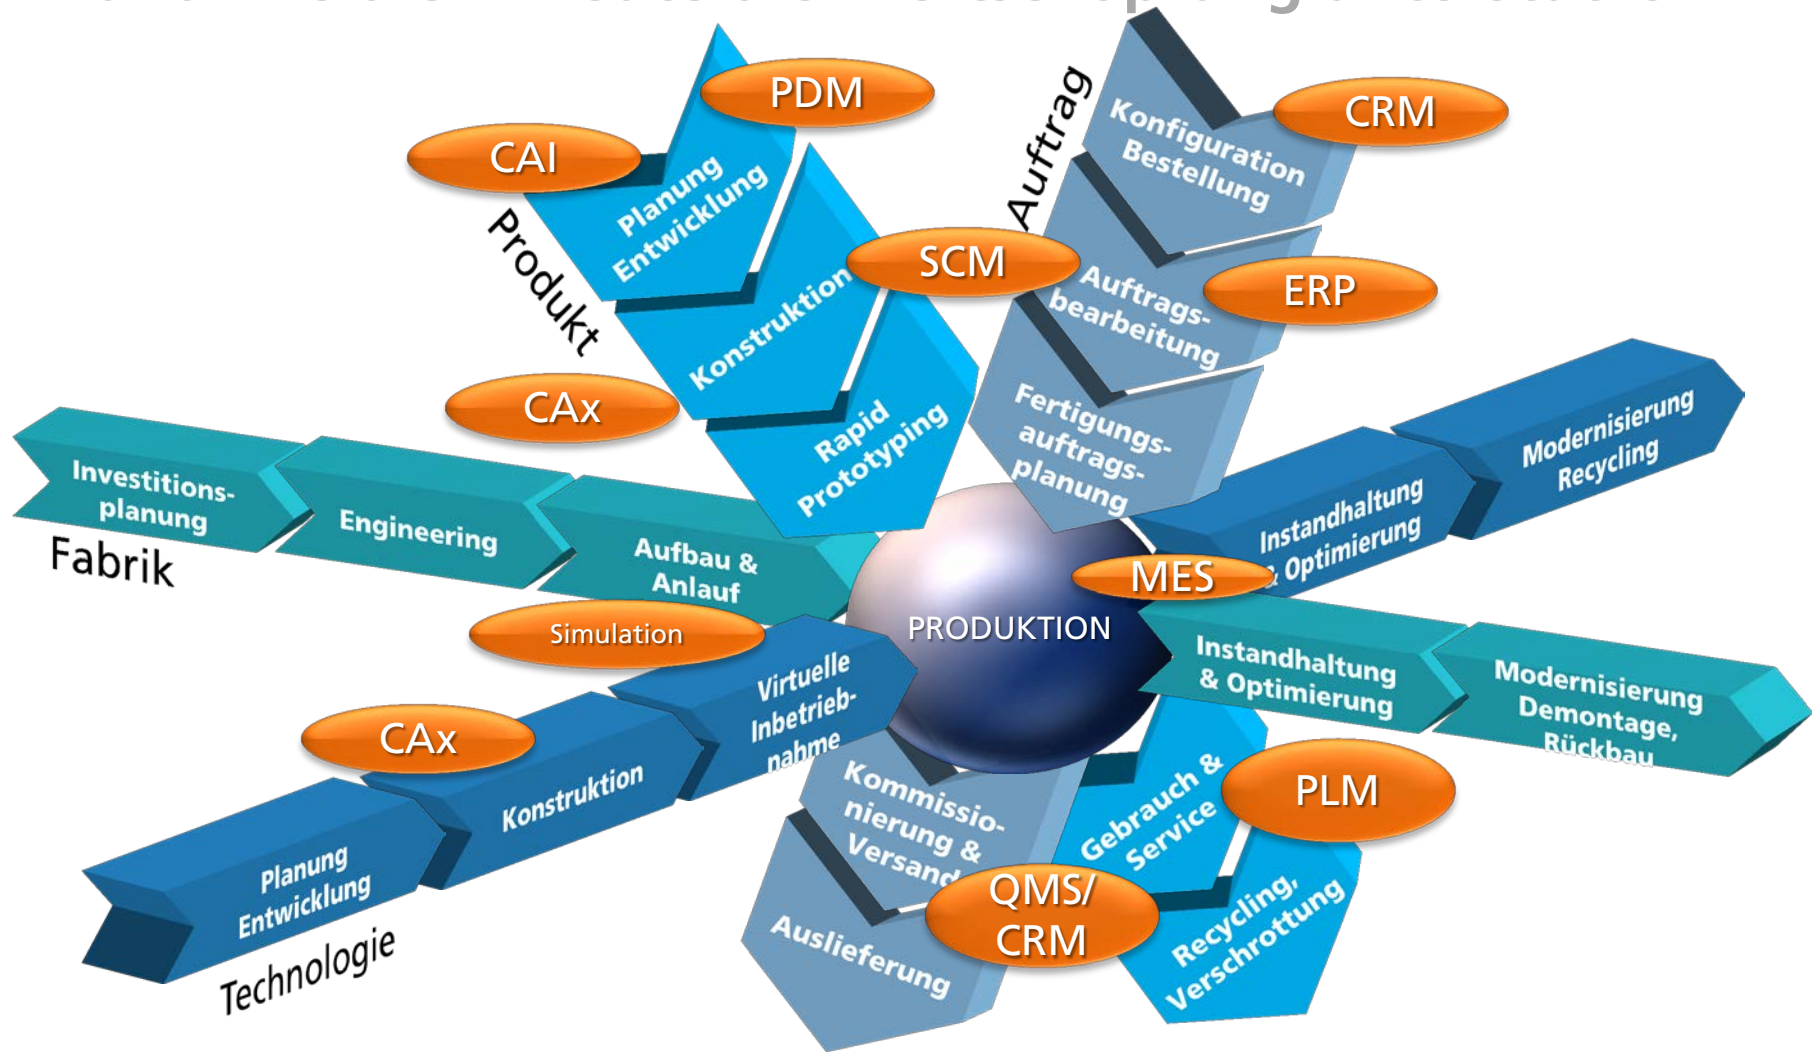 PDM
CAI
Planung
Entwicklung
Produkt
Konstruktion
SCM
CAx
Rapid
Prototyping
Auftrag
CRM
Konfiguration
Bestellung
ERP
Auftrags-
bearbeitung
Fertigungs-
auftrags-
planung
Modernisierung
Recycling
Instandhaltung
& Optimierung
MES
Investitions-
planung
Engineering
Aufbau &
Anlauf
Fabrik
PRODUKTION
Simulation
Virtuelle
Inbetrieb-
nahme
CAx
Konstruktion
Planung
Entwicklung
Technologie
Instandhaltung
& Optimierung
Modernisierung
Demontage,
Rückbau
Kommissio-
nierung &
Versand
Auslieferung
Gebrauch &
Service
PLM
QMS/
CRM
Recycling,
Verschrottung